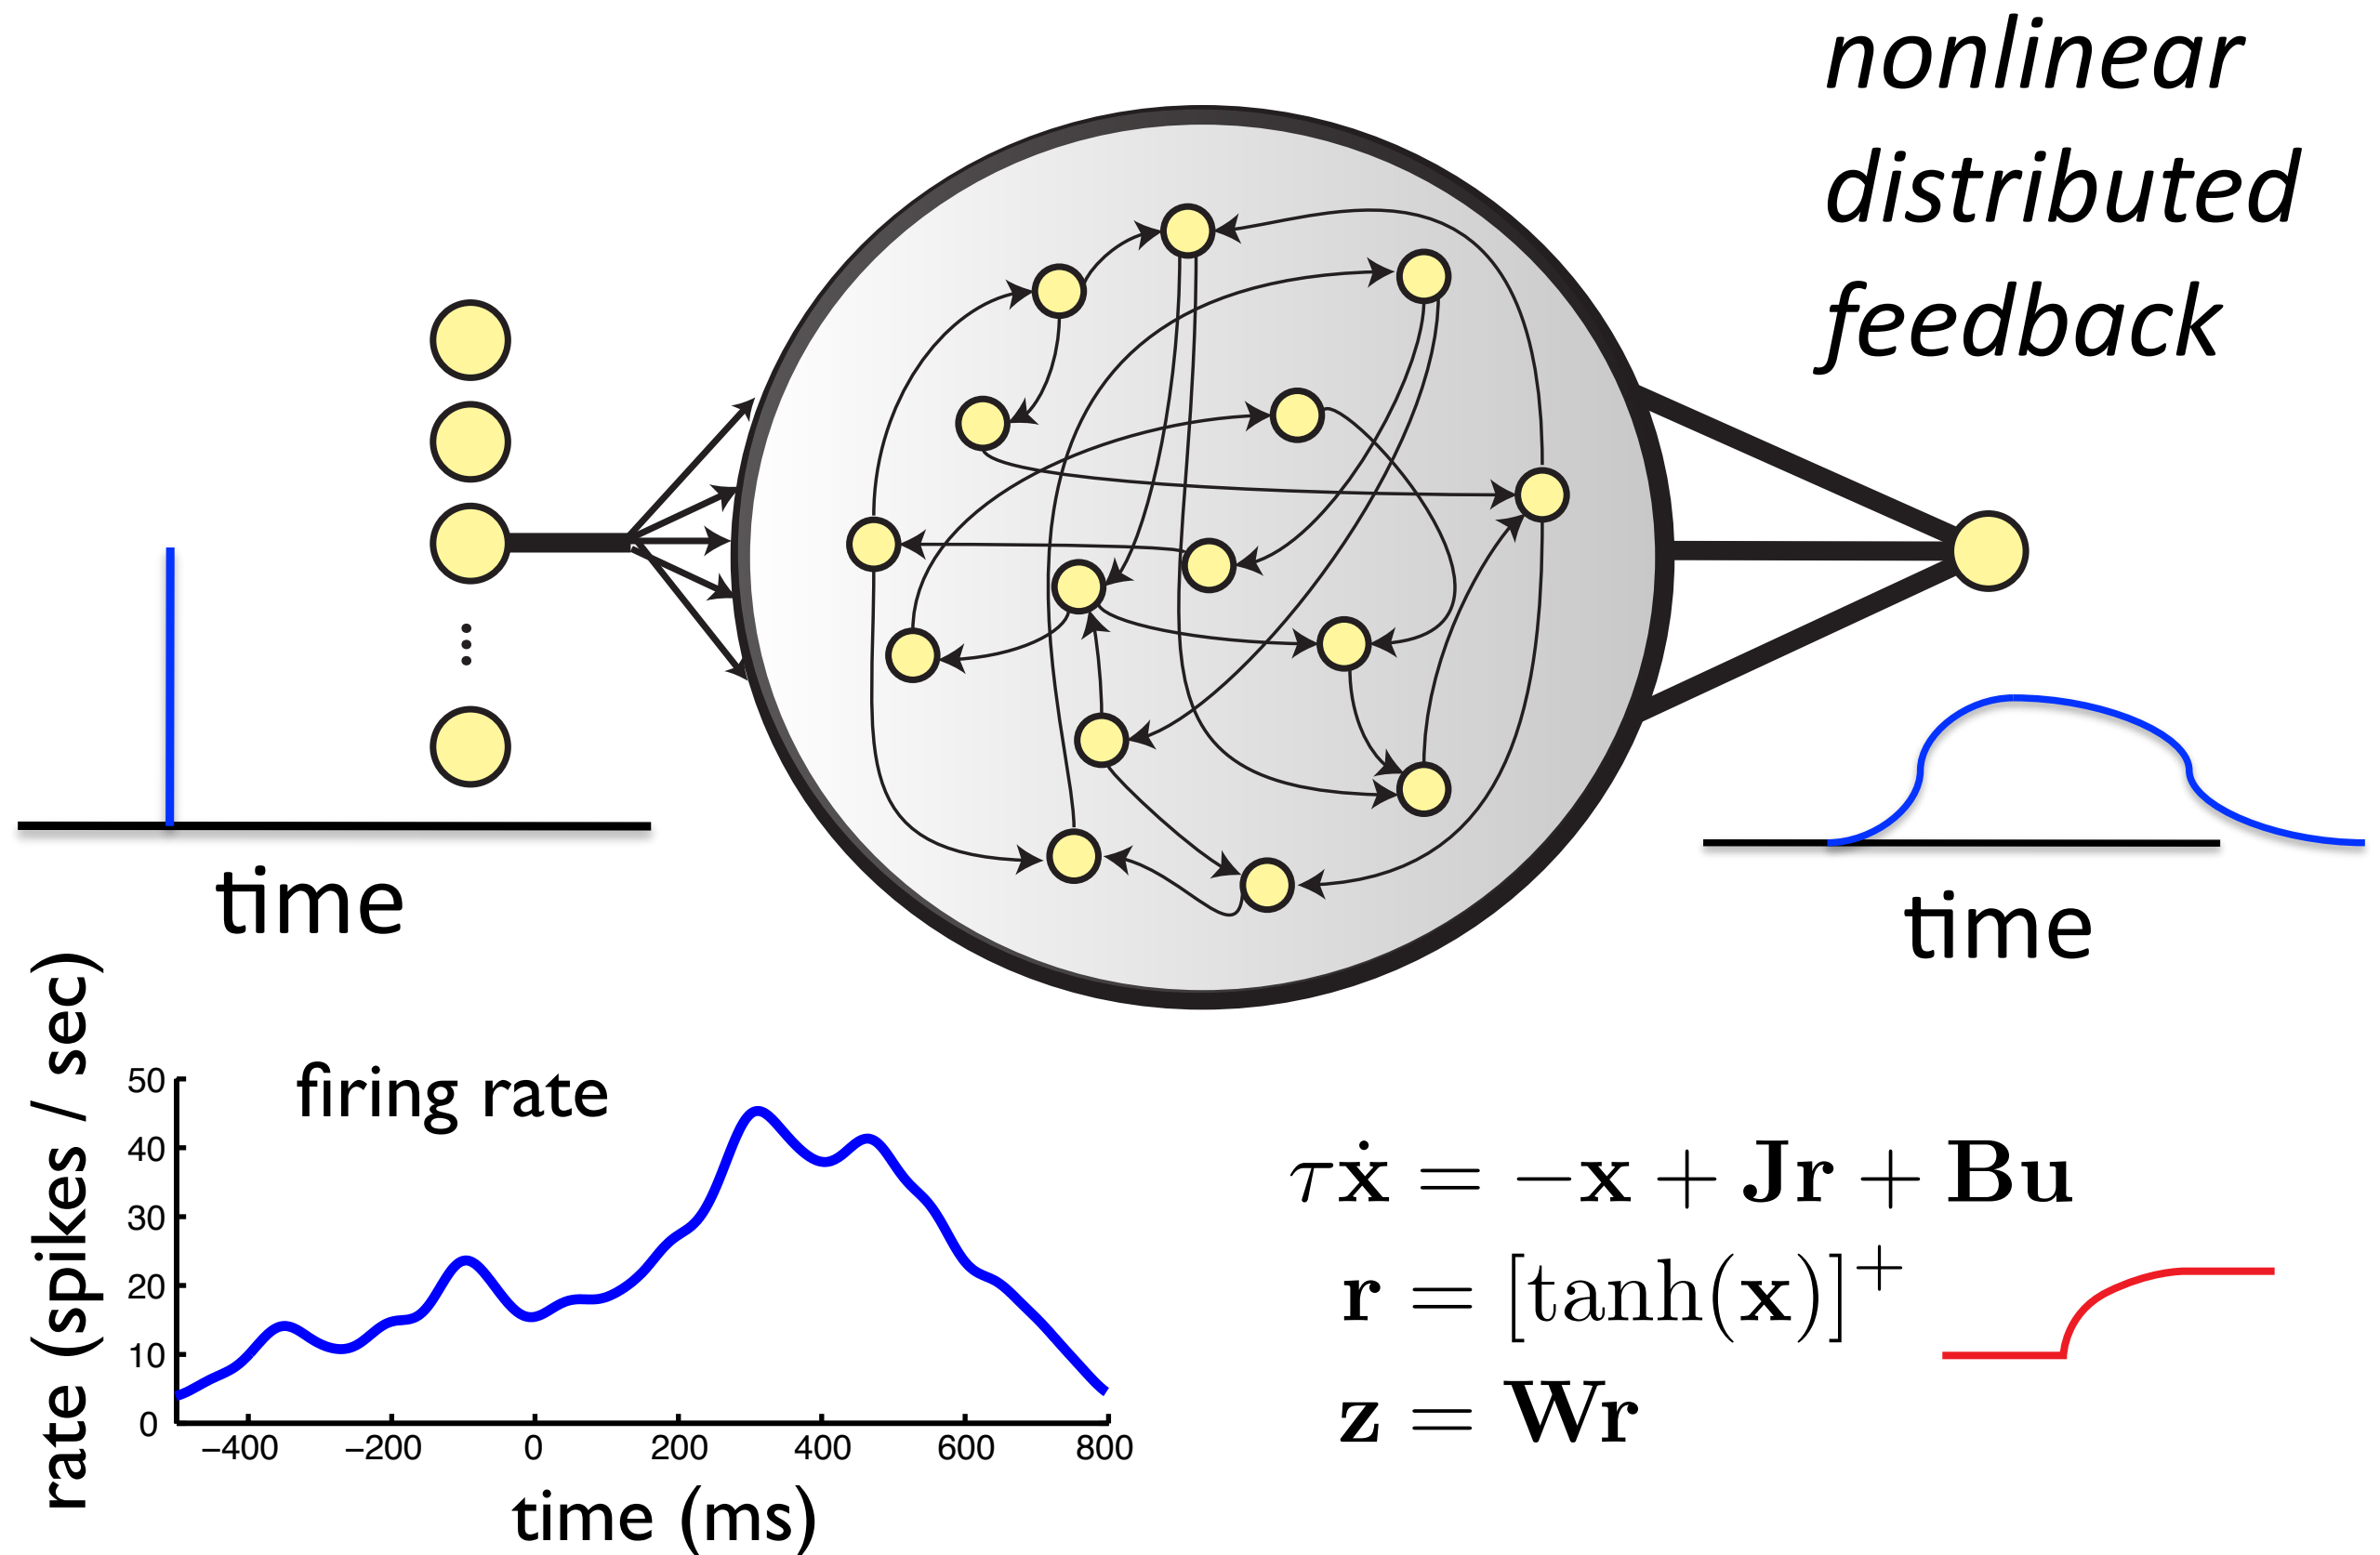 nonlinear
distributed
feedback
⋮
time
time
rate (spikes / sec)
firing rate
50
40
30
20
10
0
−400 −200 0 200 400 600 800
time (ms)
τẋ = −x + Jr + Bu
r = [tanh(x)]⁺
z = Wr